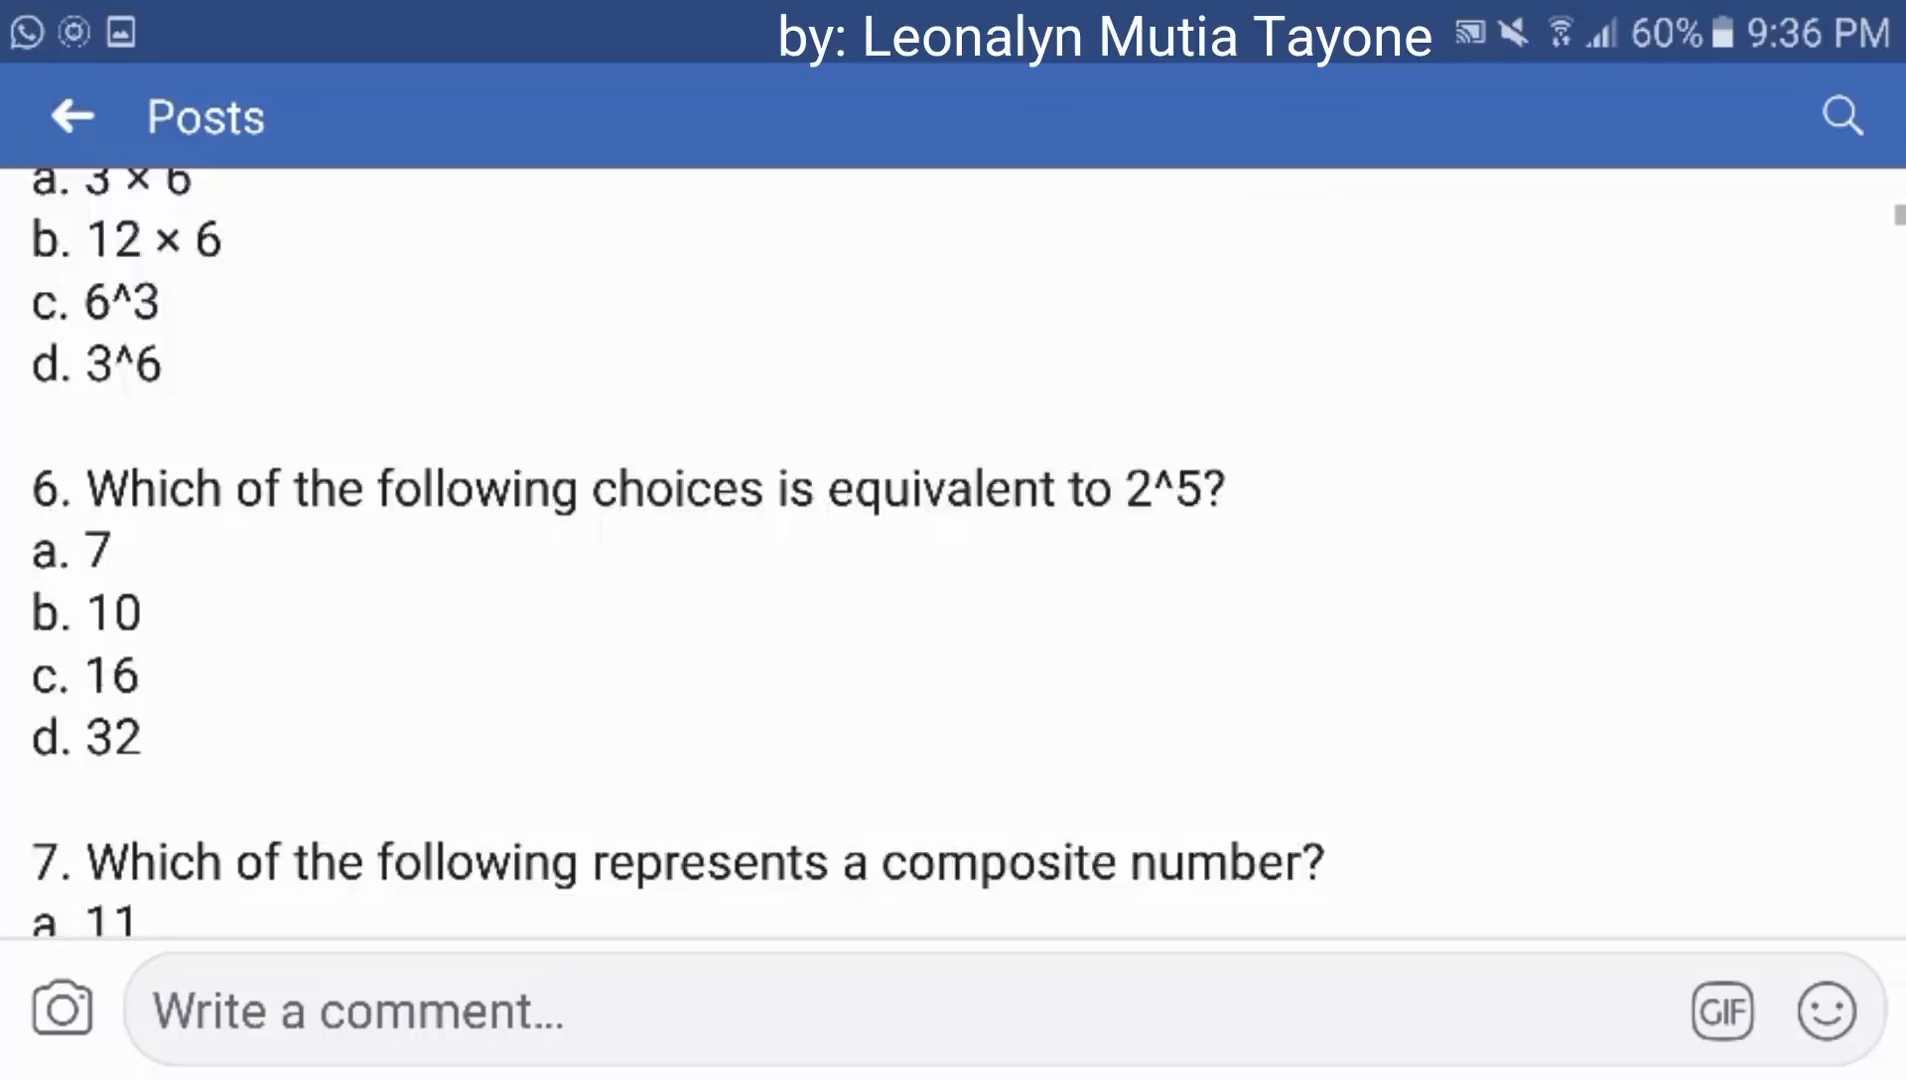 by: Leonalyn Mutia Tayone 60% 9:36 PM
Posts
a. 3 × 6
b. 12 × 6
c. 6^3
d. 3^6
6. Which of the following choices is equivalent to 2^5?
a. 7
b. 10
c. 16
d. 32
7. Which of the following represents a composite number?
a. 11
Write a comment...
GIF